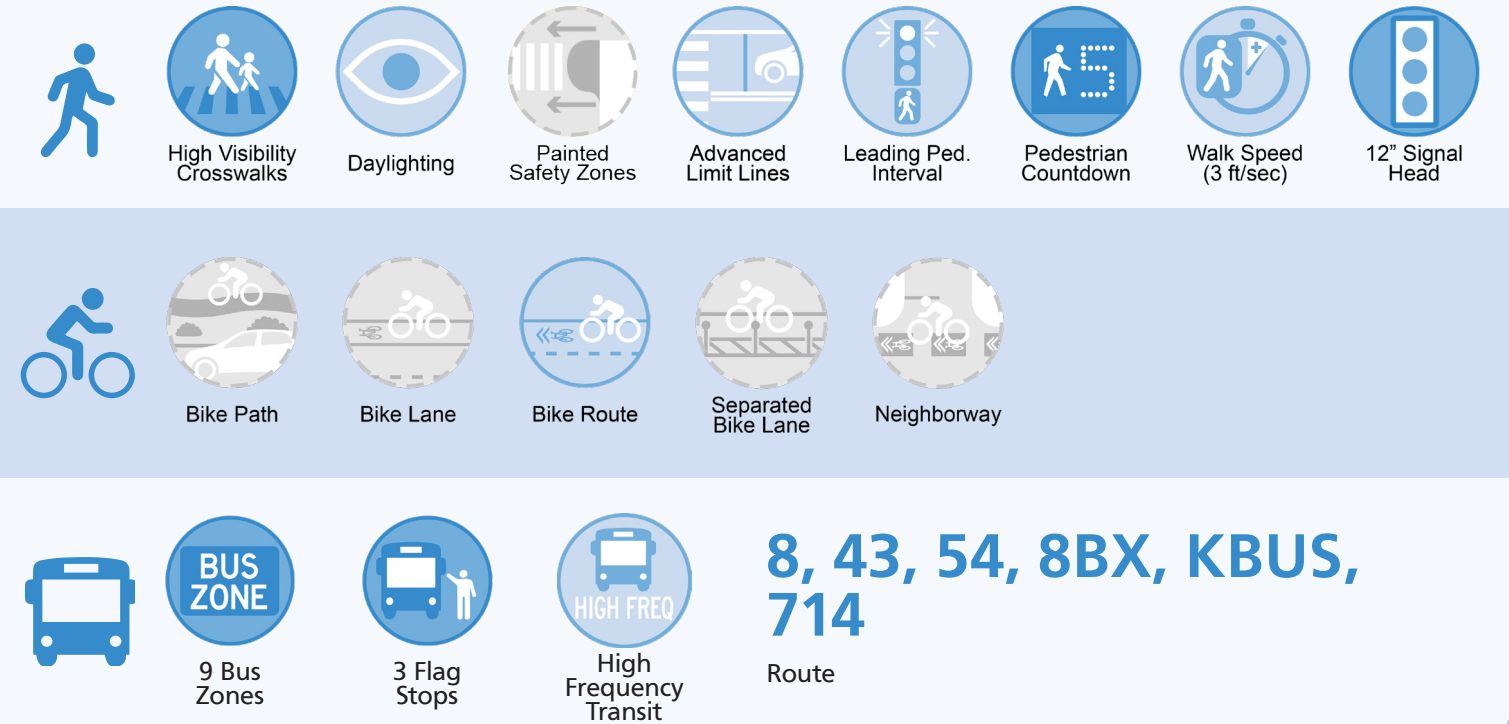 5
High Visibility
Crosswalks
Daylighting
Painted
Safety Zones
Advanced
Limit Lines
Leading Ped.
Interval
Pedestrian
Countdown
Walk Speed
(3 ft/sec)
12” Signal
Head
Bike Path
Bike Lane
Bike Route
Separated
Bike Lane
Neighborway
BUS
ZONE
9 Bus
Zones
3 Flag
Stops
HIGH FREQ
High
Frequency
Transit
8, 43, 54, 8BX, KBUS,
714
Route